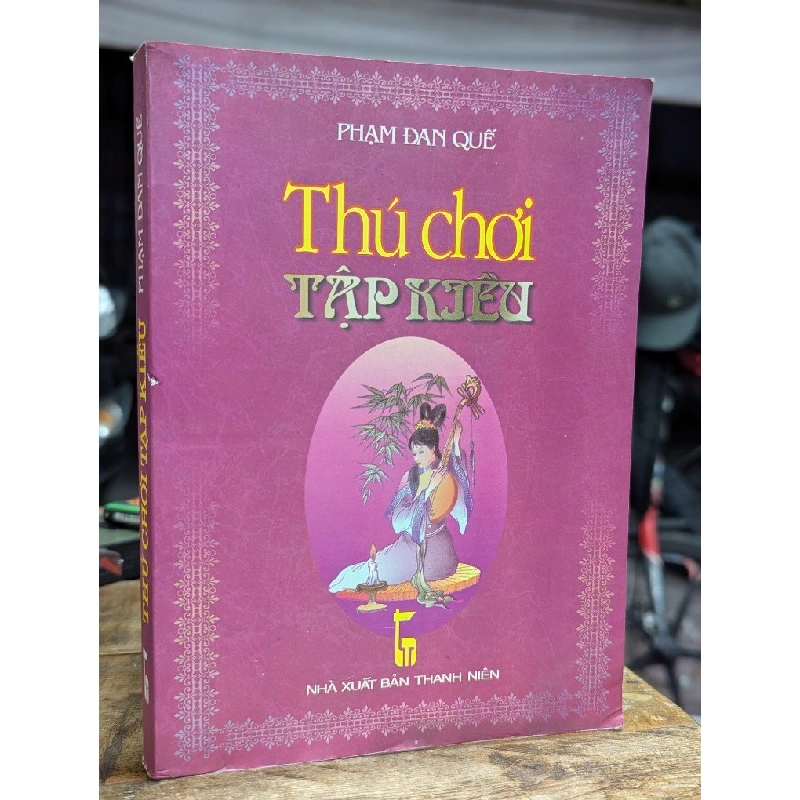 PHẠM ĐAN QUẾ
Thú chơi
TẬP KIỀU
NHÀ XUẤT BẢN THANH NIÊN
THÚ CHƠI TẬP KIỀU PHẠM ĐAN QUẾ